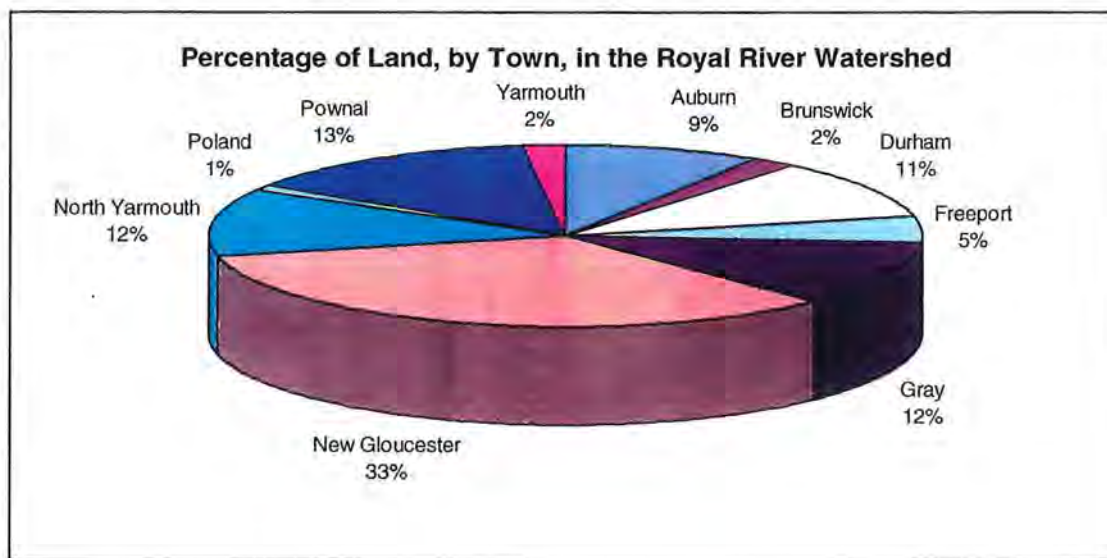 Percentage of Land, by Town, in the Royal River Watershed
Yarmouth
2%
Auburn
9%
Brunswick
2%
Durham
11%
Freeport
5%
Gray
12%
New Gloucester
33%
North Yarmouth
12%
Poland
1%
Pownal
13%